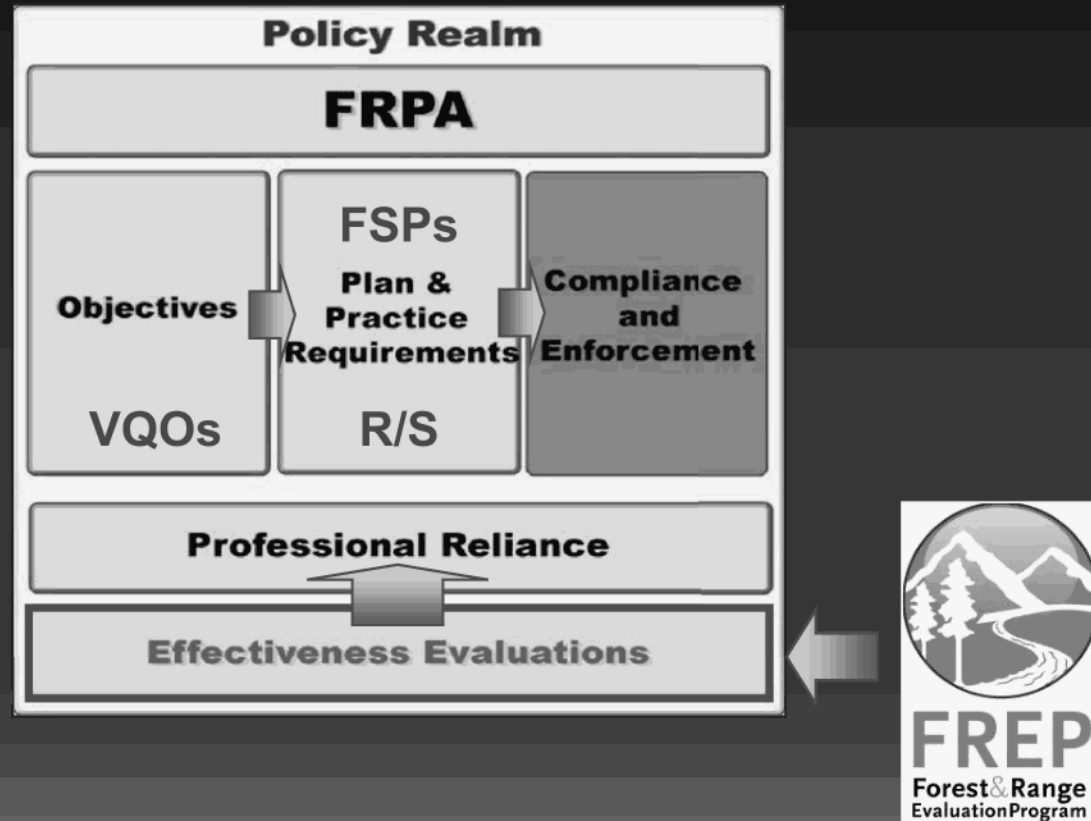 Policy Realm
FRPA
Objectives
VQOs
FSPs
Plan &
Practice
Requirements
R/S
Compliance
and
Enforcement
Professional Reliance
Effectiveness Evaluations
FREP
Forest&Range
EvaluationProgram